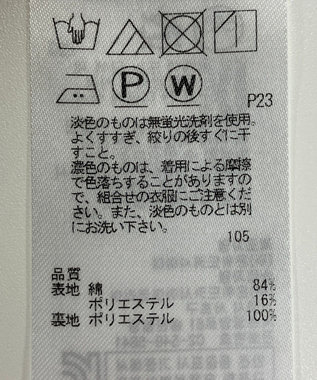 P
W
P23
淡色のものは無蛍光洗剤を使用。
よくすすぎ、絞りの後すぐに干
すこと。
濃色のものは、着用による摩擦
で色落ちすることがありますの
で、組合せの衣服にご注意くだ
さい。また、淡色のものとは別
にお洗い下さい。
105
品質
表地 綿 84%
ポリエステル 16%
裏地 ポリエステル 100%